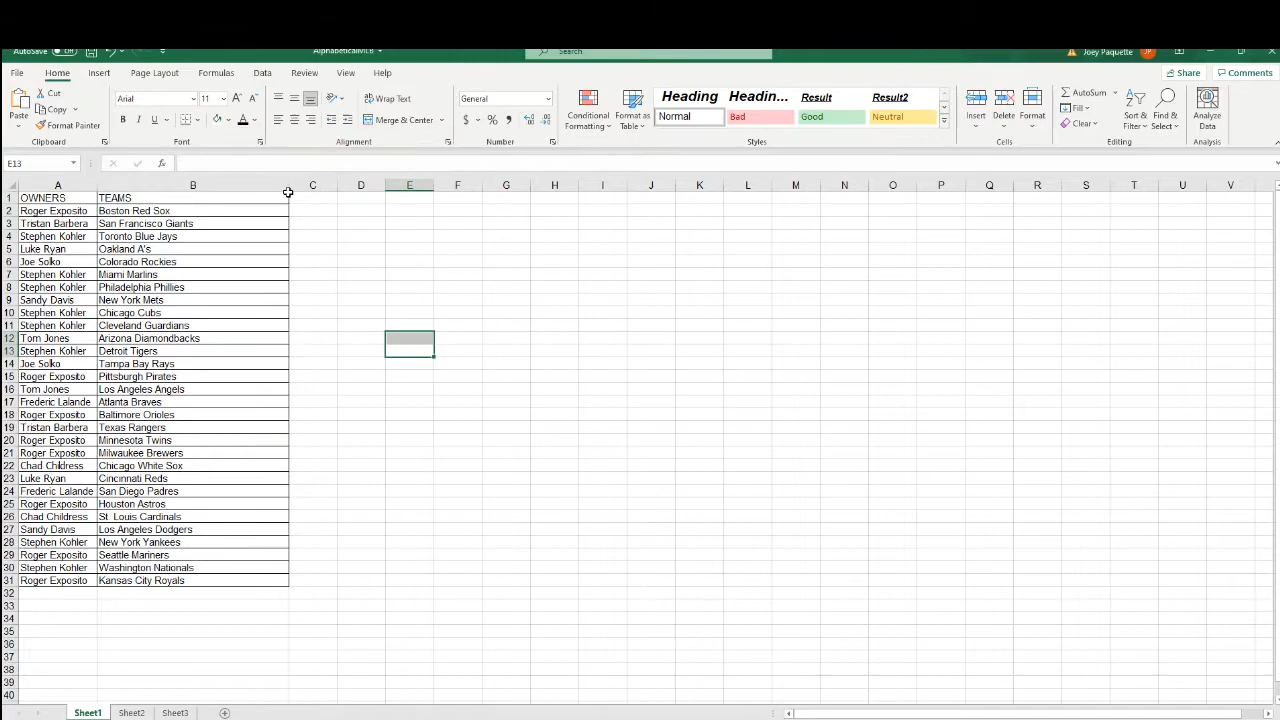 AutoSave Off AlphabeticalMLB Search Joey Paquette JP
File Home Insert Page Layout Formulas Data Review View Help Share Comments
Paste Cut Copy Format Painter Clipboard
Arial 11 B I U A Font
Wrap Text Merge & Center Alignment
General $ % 9 Number
Conditional Formatting Format as Table
Heading Headin... Result Result2
Normal Bad Good Neutral
Styles
Insert Delete Format Cells
AutoSum Fill Clear Sort & Filter Find & Select Editing
Analyze Data Analysis
E13 fx
A B C D E F G H I J K L M N O P Q R S T U V
1 OWNERS TEAMS
2 Roger Exposito Boston Red Sox
3 Tristan Barbera San Francisco Giants
4 Stephen Kohler Toronto Blue Jays
5 Luke Ryan Oakland A's
6 Joe Solko Colorado Rockies
7 Stephen Kohler Miami Marlins
8 Stephen Kohler Philadelphia Phillies
9 Sandy Davis New York Mets
10 Stephen Kohler Chicago Cubs
11 Stephen Kohler Cleveland Guardians
12 Tom Jones Arizona Diamondbacks
13 Stephen Kohler Detroit Tigers
14 Joe Solko Tampa Bay Rays
15 Roger Exposito Pittsburgh Pirates
16 Tom Jones Los Angeles Angels
17 Frederic Lalande Atlanta Braves
18 Roger Exposito Baltimore Orioles
19 Tristan Barbera Texas Rangers
20 Roger Exposito Minnesota Twins
21 Roger Exposito Milwaukee Brewers
22 Chad Childress Chicago White Sox
23 Luke Ryan Cincinnati Reds
24 Frederic Lalande San Diego Padres
25 Roger Exposito Houston Astros
26 Chad Childress St. Louis Cardinals
27 Sandy Davis Los Angeles Dodgers
28 Stephen Kohler New York Yankees
29 Roger Exposito Seattle Mariners
30 Stephen Kohler Washington Nationals
31 Roger Exposito Kansas City Royals
32
33
34
35
36
37
38
39
40
Sheet1 Sheet2 Sheet3